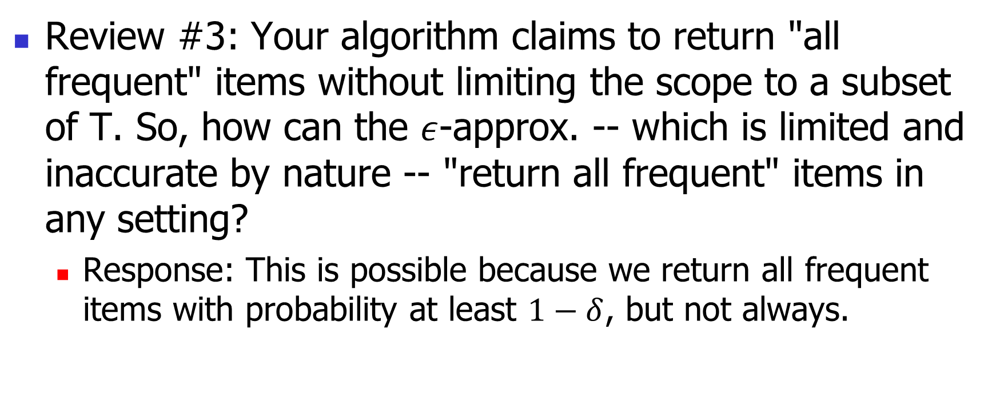 Review #3: Your algorithm claims to return "all
frequent" items without limiting the scope to a subset
of T. So, how can the ϵ-approx. -- which is limited and
inaccurate by nature -- "return all frequent" items in
any setting?
Response: This is possible because we return all frequent
items with probability at least 1 − δ, but not always.